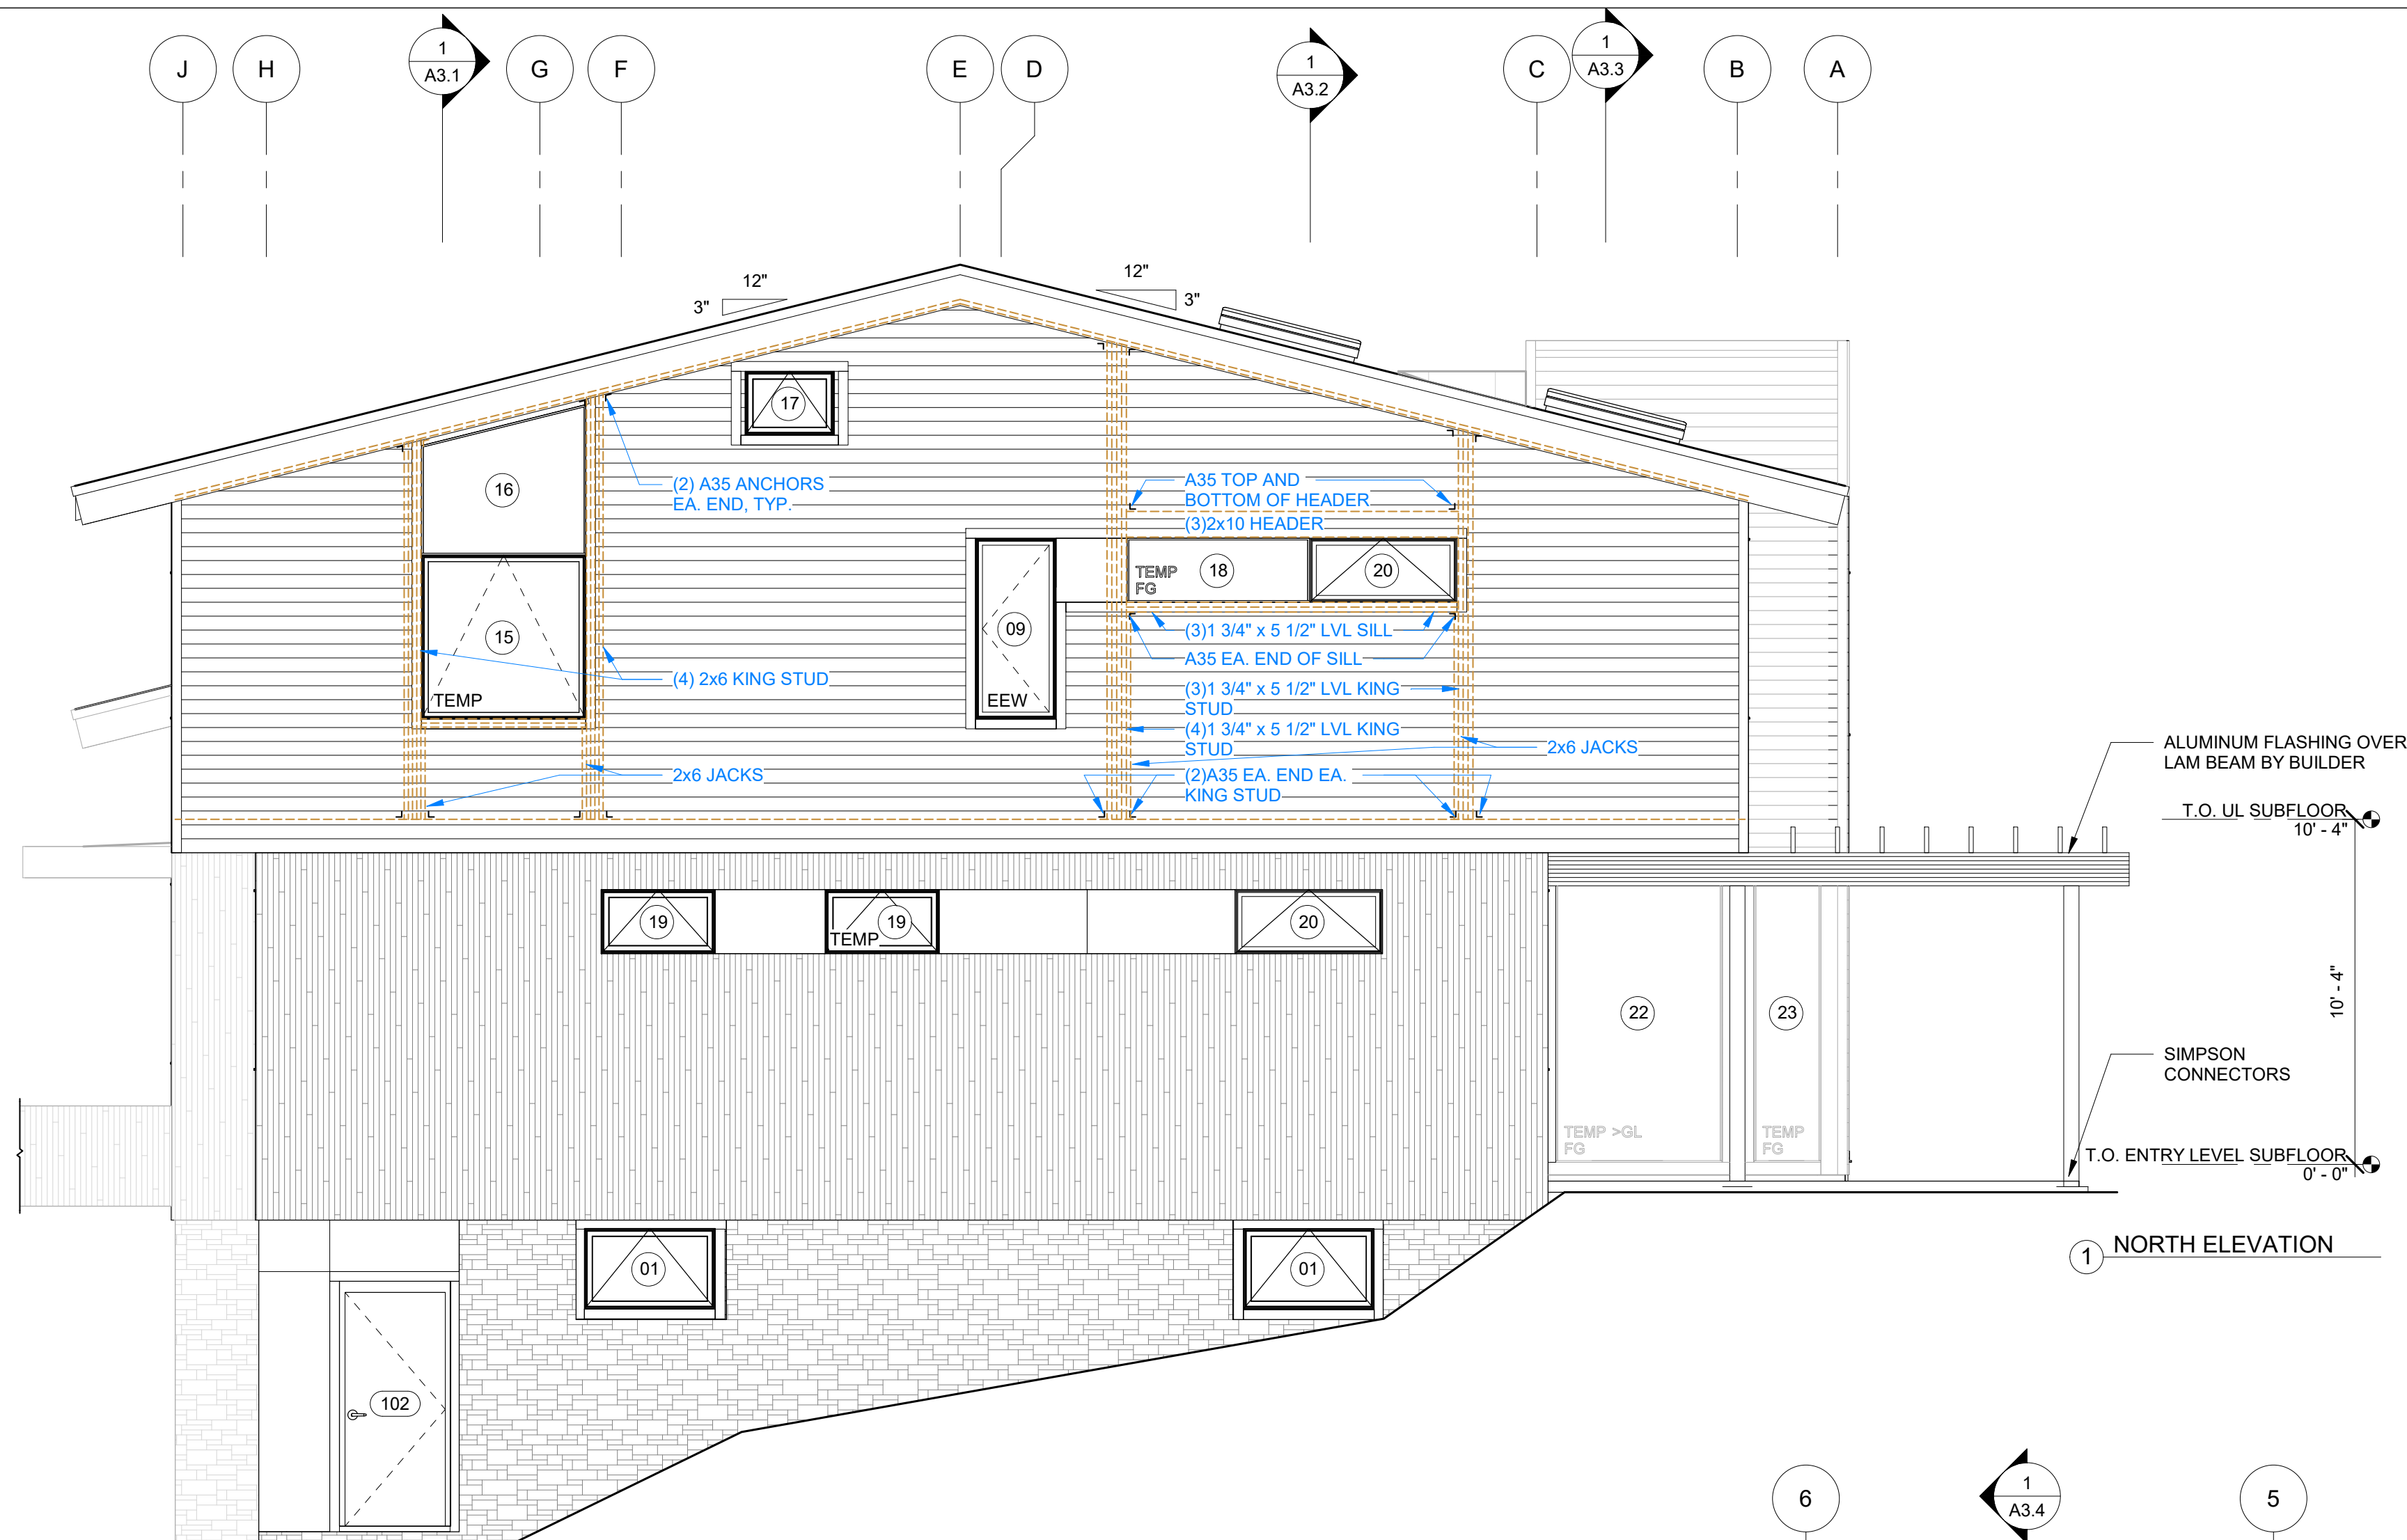 J
H
1
A3.1
G
F
E
D
1
A3.2
C
1
A3.3
B
A
12"
3"
12"
3"
17
16
(2) A35 ANCHORS
EA. END, TYP.
A35 TOP AND
BOTTOM OF HEADER
(3)2x10 HEADER
TEMP
FG
18
20
15
TEMP
09
EEW
(3)1 3/4" x 5 1/2" LVL SILL
A35 EA. END OF SILL
(4) 2x6 KING STUD
(3)1 3/4" x 5 1/2" LVL KING
STUD
(4)1 3/4" x 5 1/2" LVL KING
STUD
2x6 JACKS
2x6 JACKS
(2)A35 EA. END EA.
KING STUD
ALUMINUM FLASHING OVER
LAM BEAM BY BUILDER
T.O. UL SUBFLOOR
10' - 4"
19
TEMP
19
20
22
23
10' - 4"
SIMPSON
CONNECTORS
TEMP >GL
FG
TEMP
FG
T.O. ENTRY LEVEL SUBFLOOR
0' - 0"
1
NORTH ELEVATION
01
01
102
6
1
A3.4
5